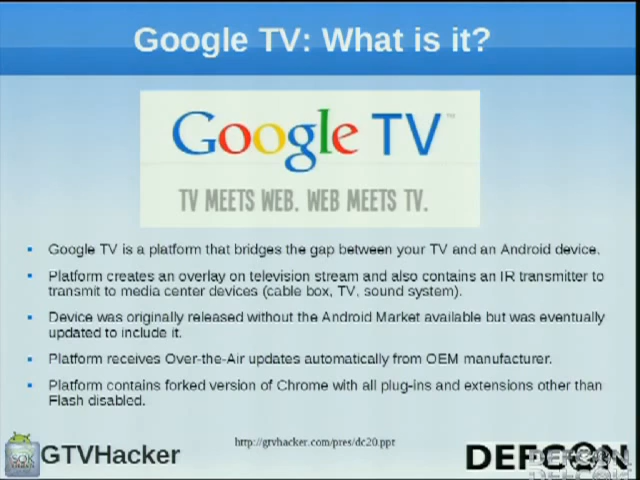 Google TV: What is it?
Google TV™
TV MEETS WEB. WEB MEETS TV.
Google TV is a platform that bridges the gap between your TV and an Android device.
Platform creates an overlay on television stream and also contains an IR transmitter to
transmit to media center devices (cable box, TV, sound system).
Device was originally released without the Android Market available but was eventually
updated to include it.
Platform receives Over-the-Air updates automatically from OEM manufacturer.
Platform contains forked version of Chrome with all plug-ins and extensions other than
Flash disabled.
http://gtvhacker.com/pres/dc20.ppt
GTVHacker
DEFCON
DEFCON